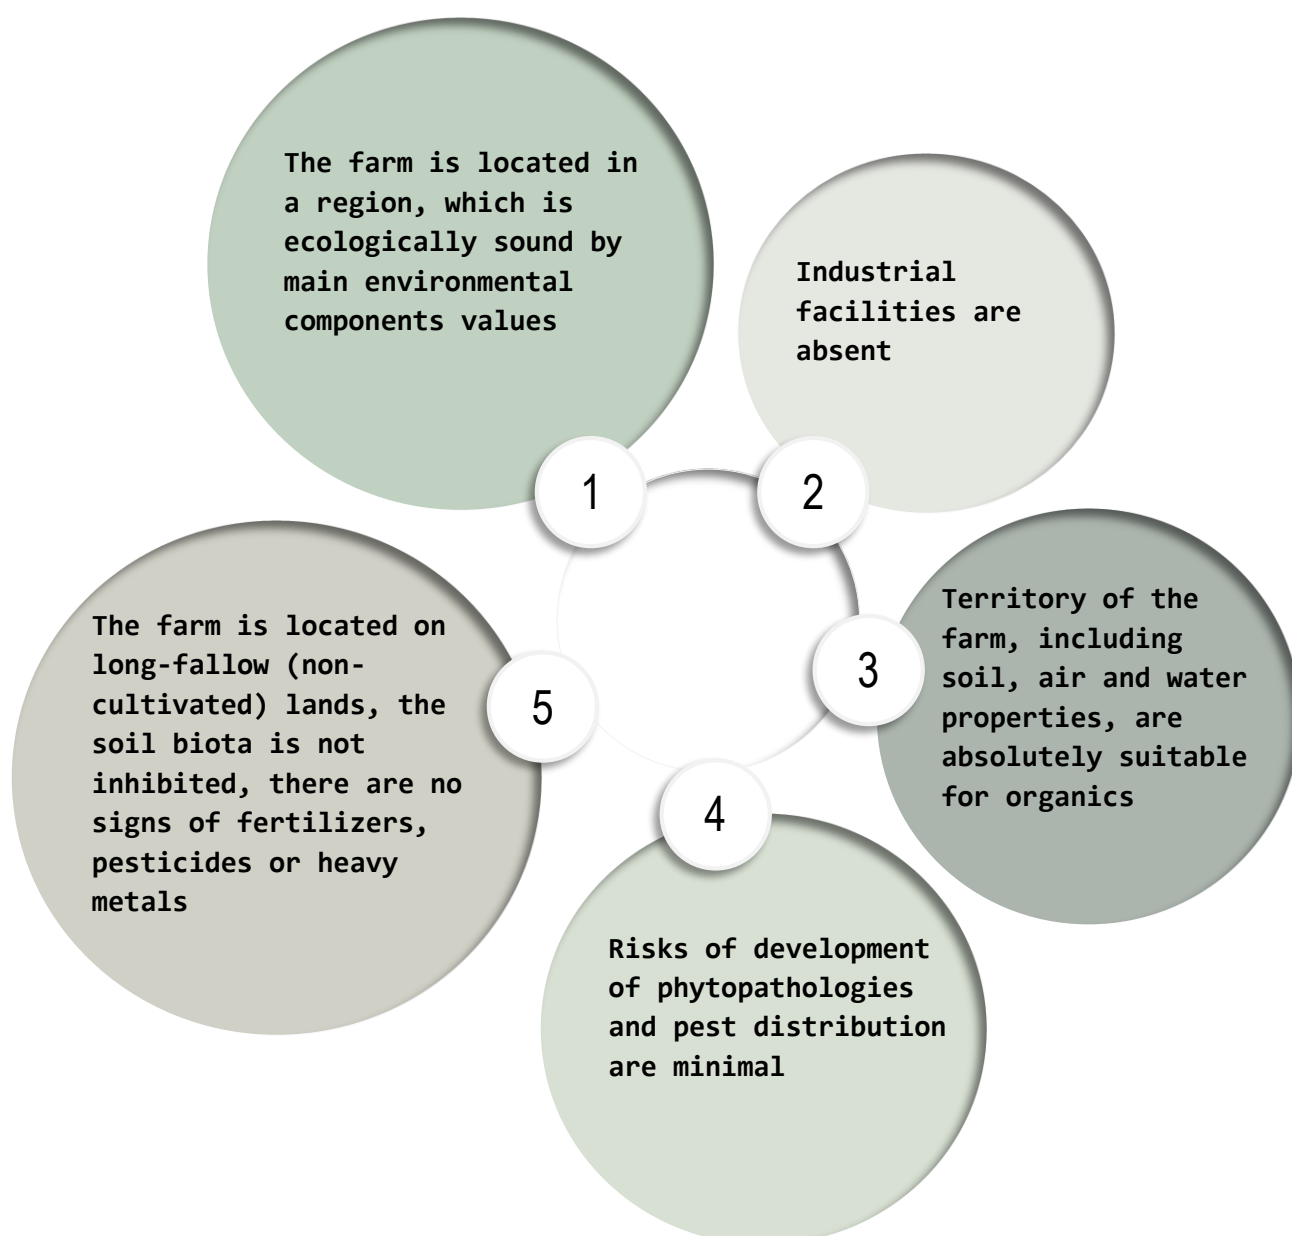 The farm is located in
a region, which is
ecologically sound by
main environmental
components values
1
Industrial
facilities are
absent
2
Territory of the
farm, including
soil, air and water
properties, are
absolutely suitable
for organics
3
Risks of development
of phytopathologies
and pest distribution
are minimal
4
The farm is located on
long-fallow (non-
cultivated) lands, the
soil biota is not
inhibited, there are no
signs of fertilizers,
pesticides or heavy
metals
5